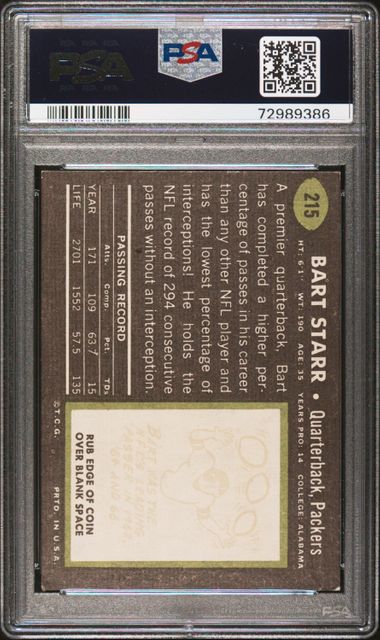 PSA
PSA
72989386
215
BART STARR • Quarterback, Packers
HT: 6'1" WT: 190 AGE: 35 YEARS PRO: 14 COLLEGE: ALABAMA
A premier quarterback, Bart
has completed a higher per-
centage of passes in his career
than any other NFL player and
has the lowest percentage of
interceptions! He holds the
NFL record of 294 consecutive
passes without an interception.
PASSING RECORD
Atts. Comp. Pct. TDs
YEAR 171 109 63.7 15
LIFE 2701 1552 57.5 135
RUB EDGE OF COIN
OVER BLANK SPACE
© T.C.G. PRTD. IN U.S.A.